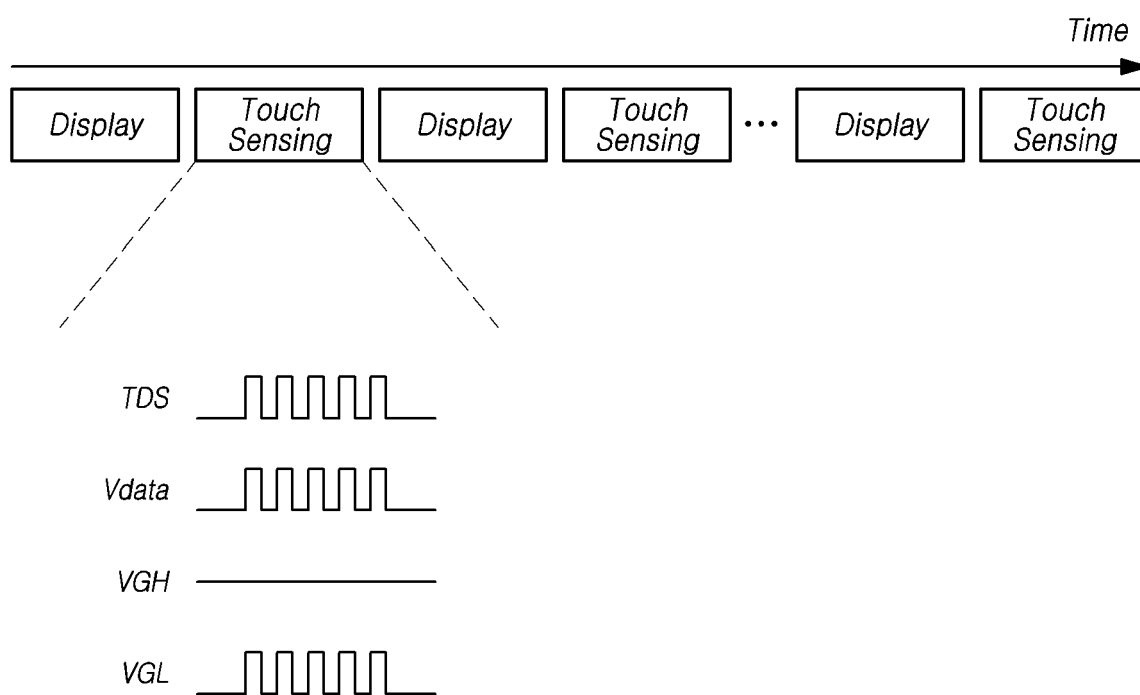 Time
Display
Touch
Sensing
Display
Touch
Sensing
...
Display
Touch
Sensing
TDS
Vdata
VGH
VGL